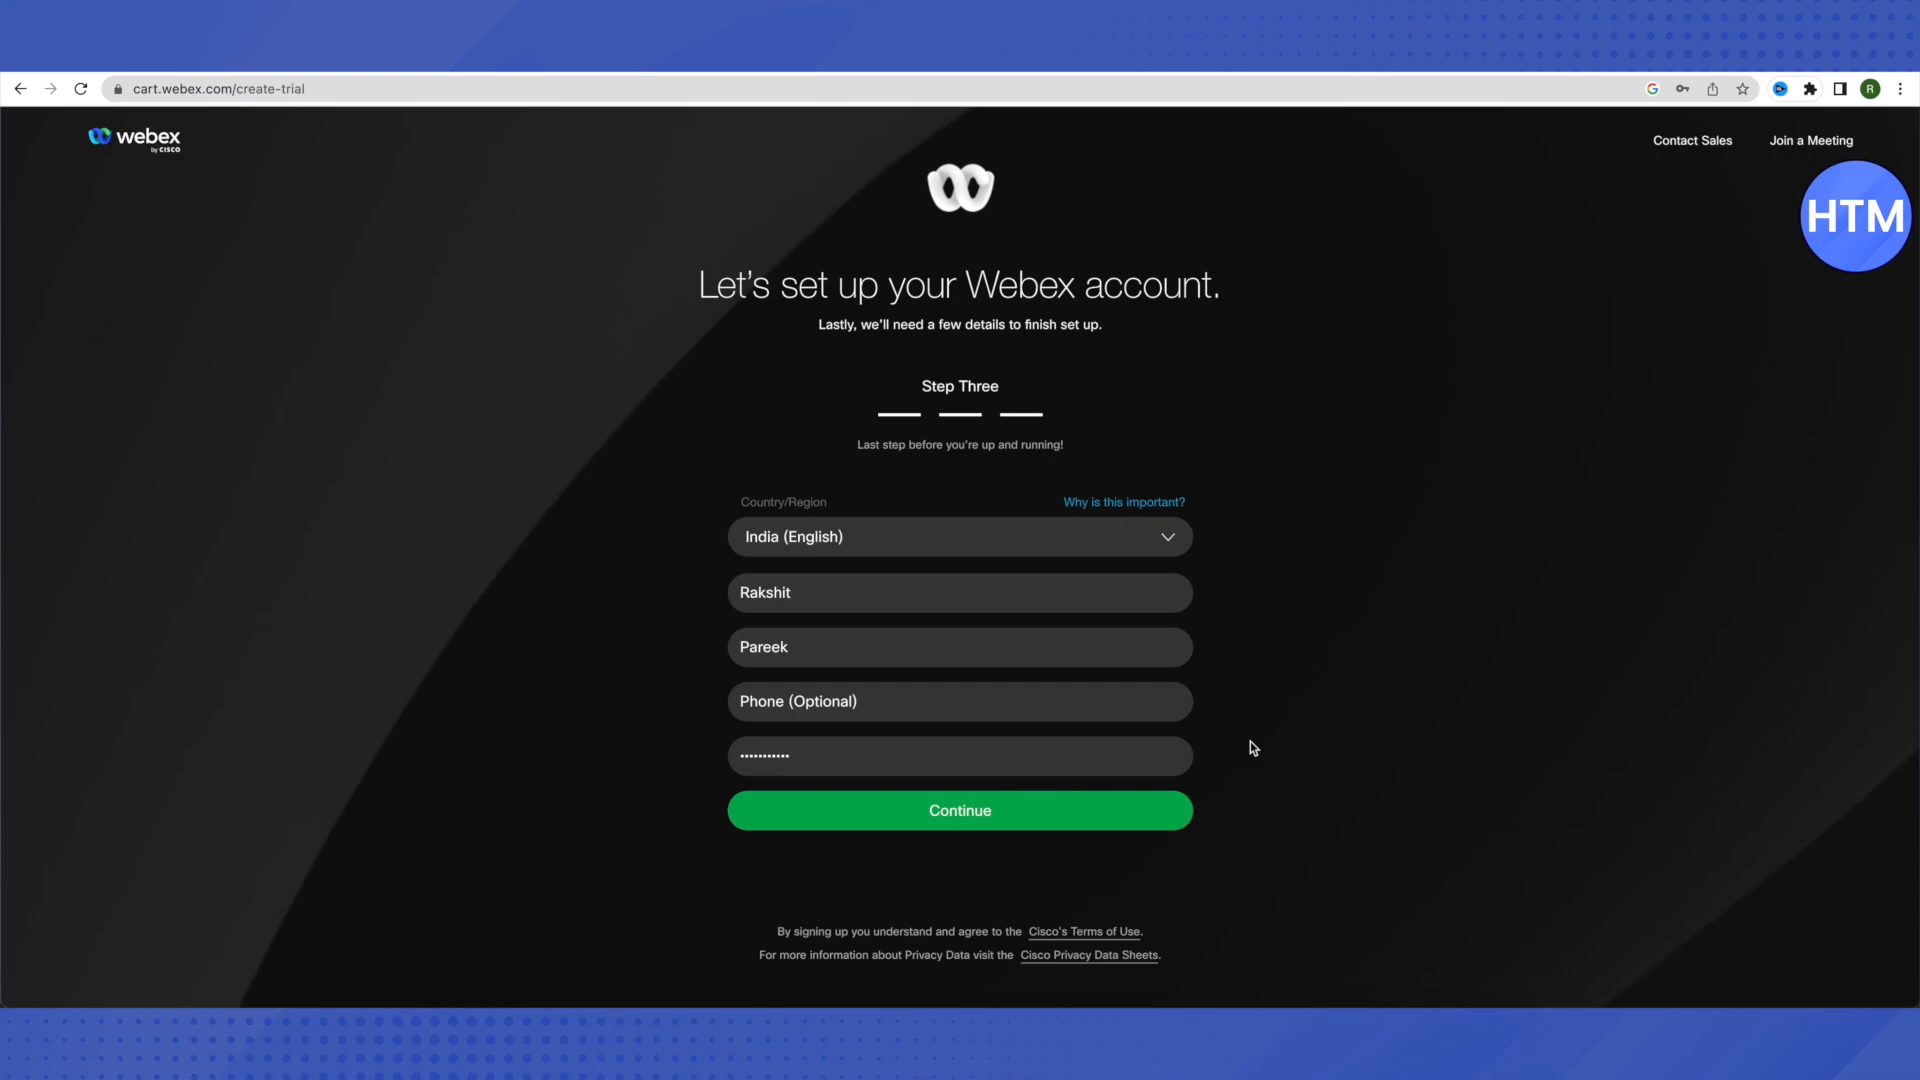 cart.webex.com/create-trial
R
webex
by CISCO
Contact Sales
Join a Meeting
HTM
Let's set up your Webex account.
Lastly, we'll need a few details to finish set up.
Step Three
Last step before you're up and running!
Country/Region
Why is this important?
India (English)
Rakshit
Pareek
Phone (Optional)
•••••••••••
Continue
By signing up you understand and agree to the Cisco's Terms of Use.
For more information about Privacy Data visit the Cisco Privacy Data Sheets.